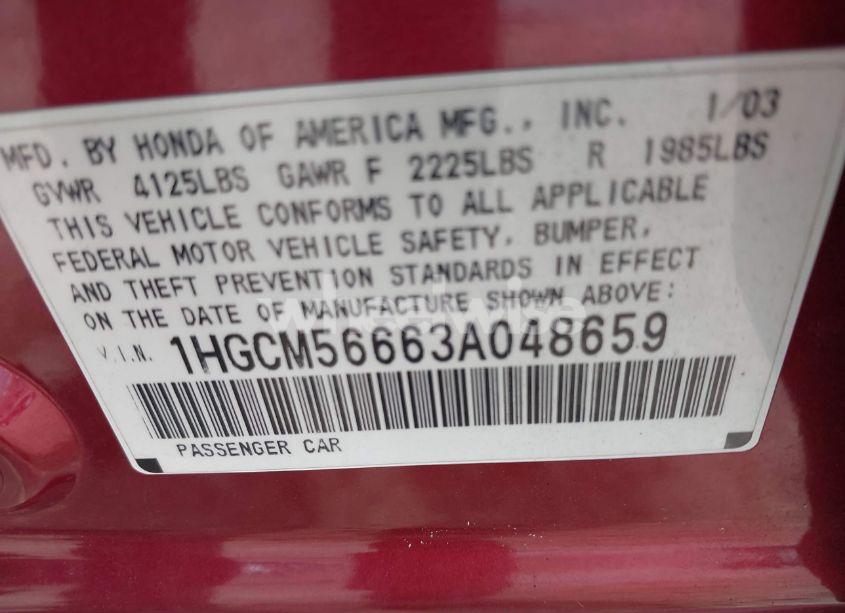 MFD. BY HONDA OF AMERICA MFG., INC. 1/03
GVWR 4125LBS GAWR F 2225LBS R 1985LBS
THIS VEHICLE CONFORMS TO ALL APPLICABLE
FEDERAL MOTOR VEHICLE SAFETY, BUMPER,
AND THEFT PREVENTION STANDARDS IN EFFECT
ON THE DATE OF MANUFACTURE SHOWN ABOVE:
V.I.N. 1HGCM56663A048659
PASSENGER CAR
wheelwise